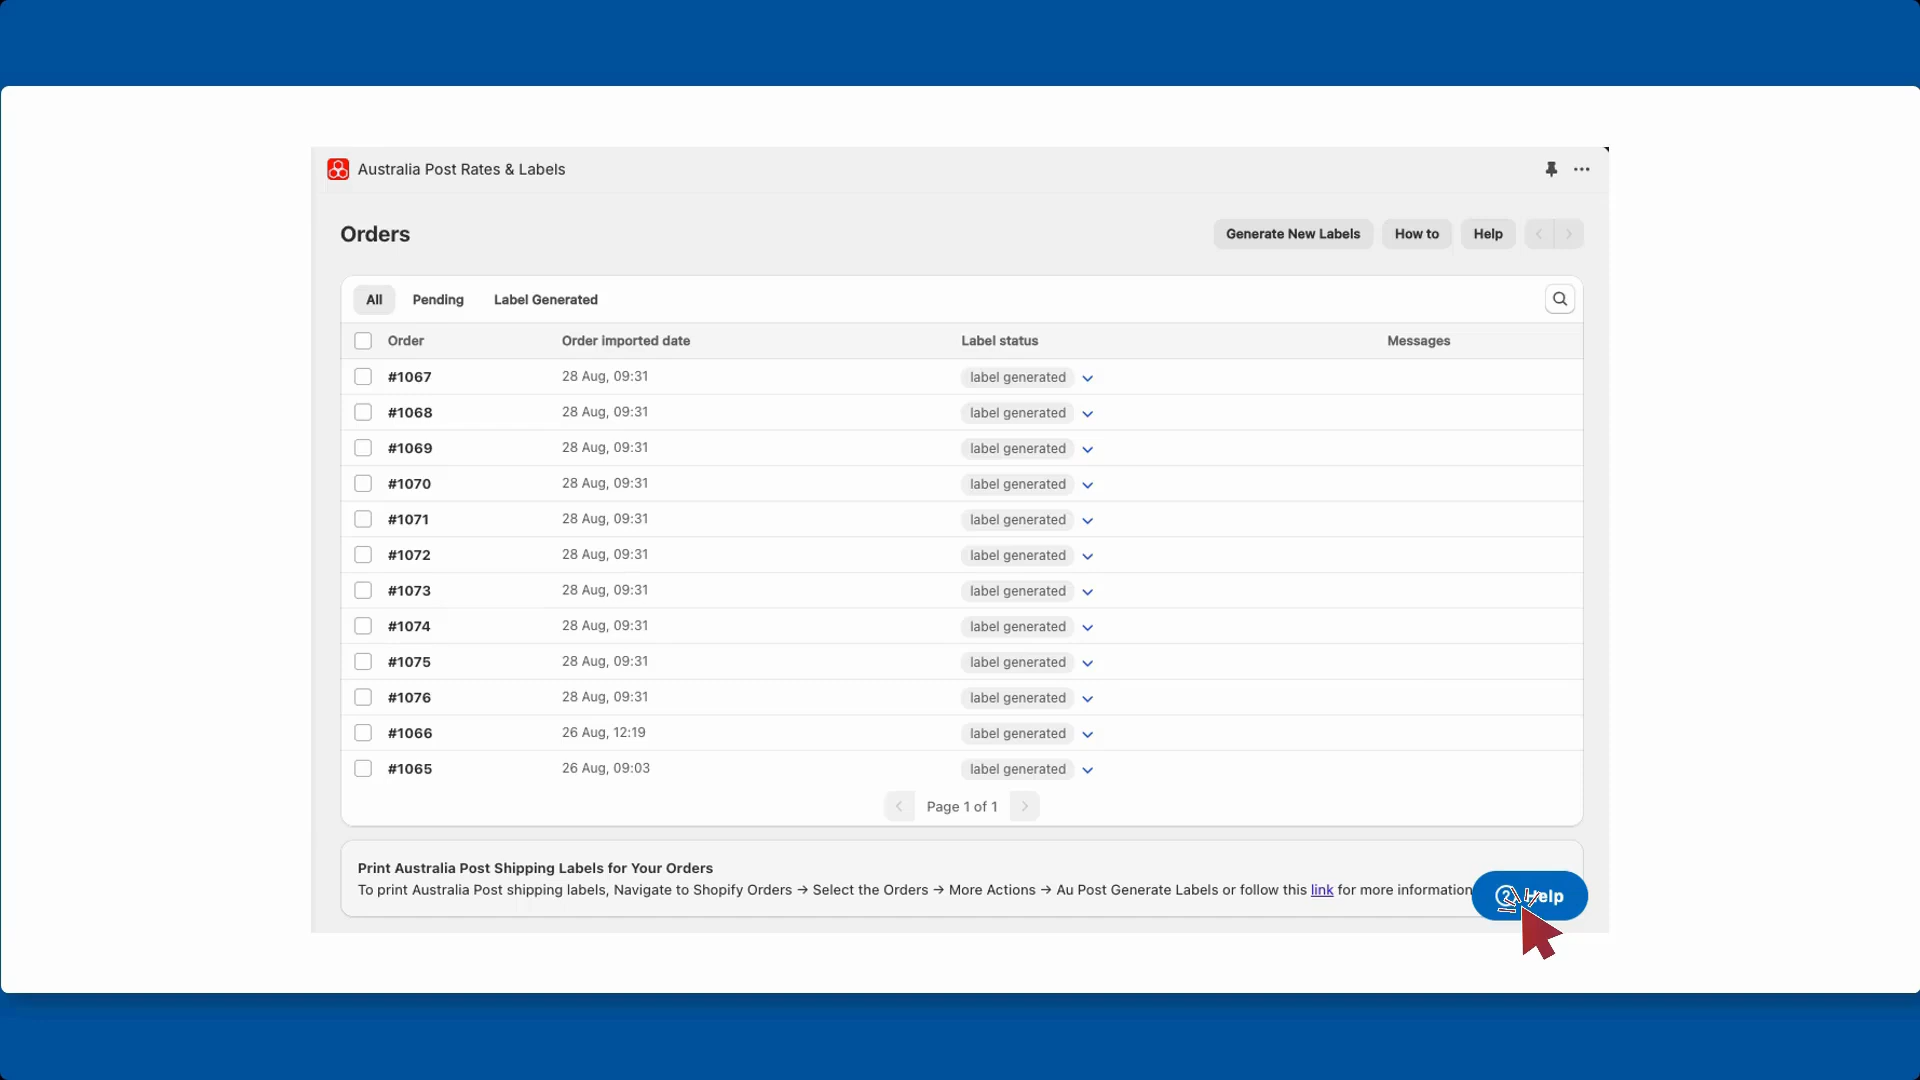 Australia Post Rates & Labels
Orders
Generate New Labels How to Help
All Pending Label Generated
Order Order imported date Label status Messages
#1067 28 Aug, 09:31 label generated
#1068 28 Aug, 09:31 label generated
#1069 28 Aug, 09:31 label generated
#1070 28 Aug, 09:31 label generated
#1071 28 Aug, 09:31 label generated
#1072 28 Aug, 09:31 label generated
#1073 28 Aug, 09:31 label generated
#1074 28 Aug, 09:31 label generated
#1075 28 Aug, 09:31 label generated
#1076 28 Aug, 09:31 label generated
#1066 26 Aug, 12:19 label generated
#1065 26 Aug, 09:03 label generated
Page 1 of 1
Print Australia Post Shipping Labels for Your Orders
To print Australia Post shipping labels, Navigate to Shopify Orders → Select the Orders → More Actions → Au Post Generate Labels or follow this link for more information
Help